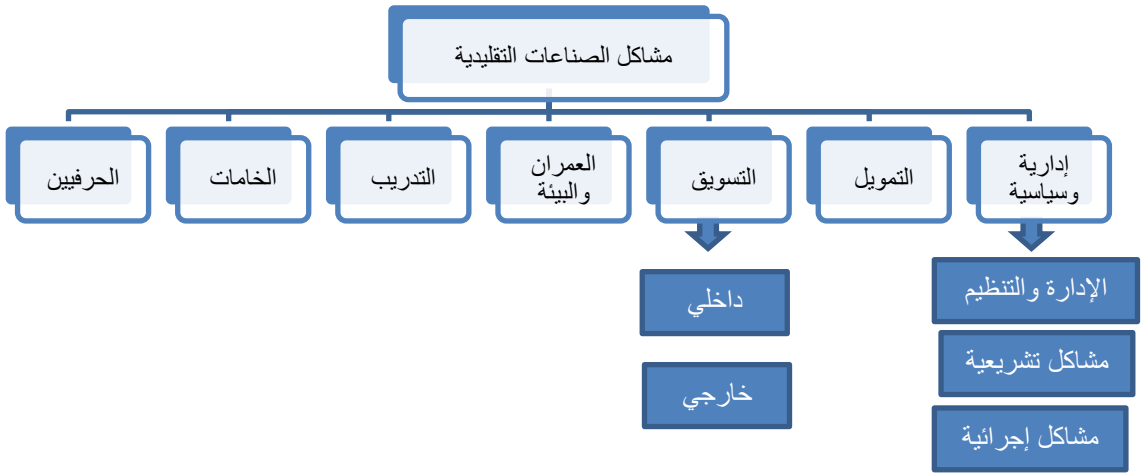 مشاكل الصناعات التقليدية
إدارية
وسياسية
التمويل
التسويق
العمران
والبيئة
التدريب
الخامات
الحرفيين
الإدارة والتنظيم
مشاكل تشريعية
مشاكل إجرائية
داخلي
خارجي